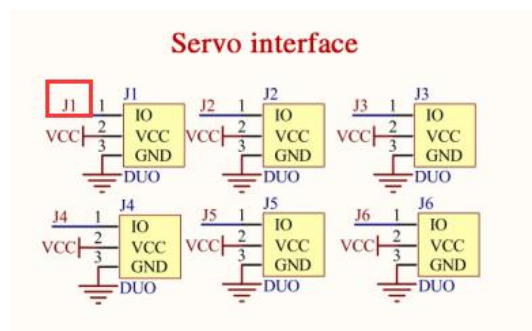 Servo interface
J1 J2 J3
J1 1 IO J2 1 IO J3 1 IO
VCC 2 VCC VCC 2 VCC VCC 2 VCC
3 GND 3 GND 3 GND
DUO DUO DUO
J4 J5 J6
J4 1 IO J5 1 IO J6 1 IO
VCC 2 VCC VCC 2 VCC VCC 2 VCC
3 GND 3 GND 3 GND
DUO DUO DUO